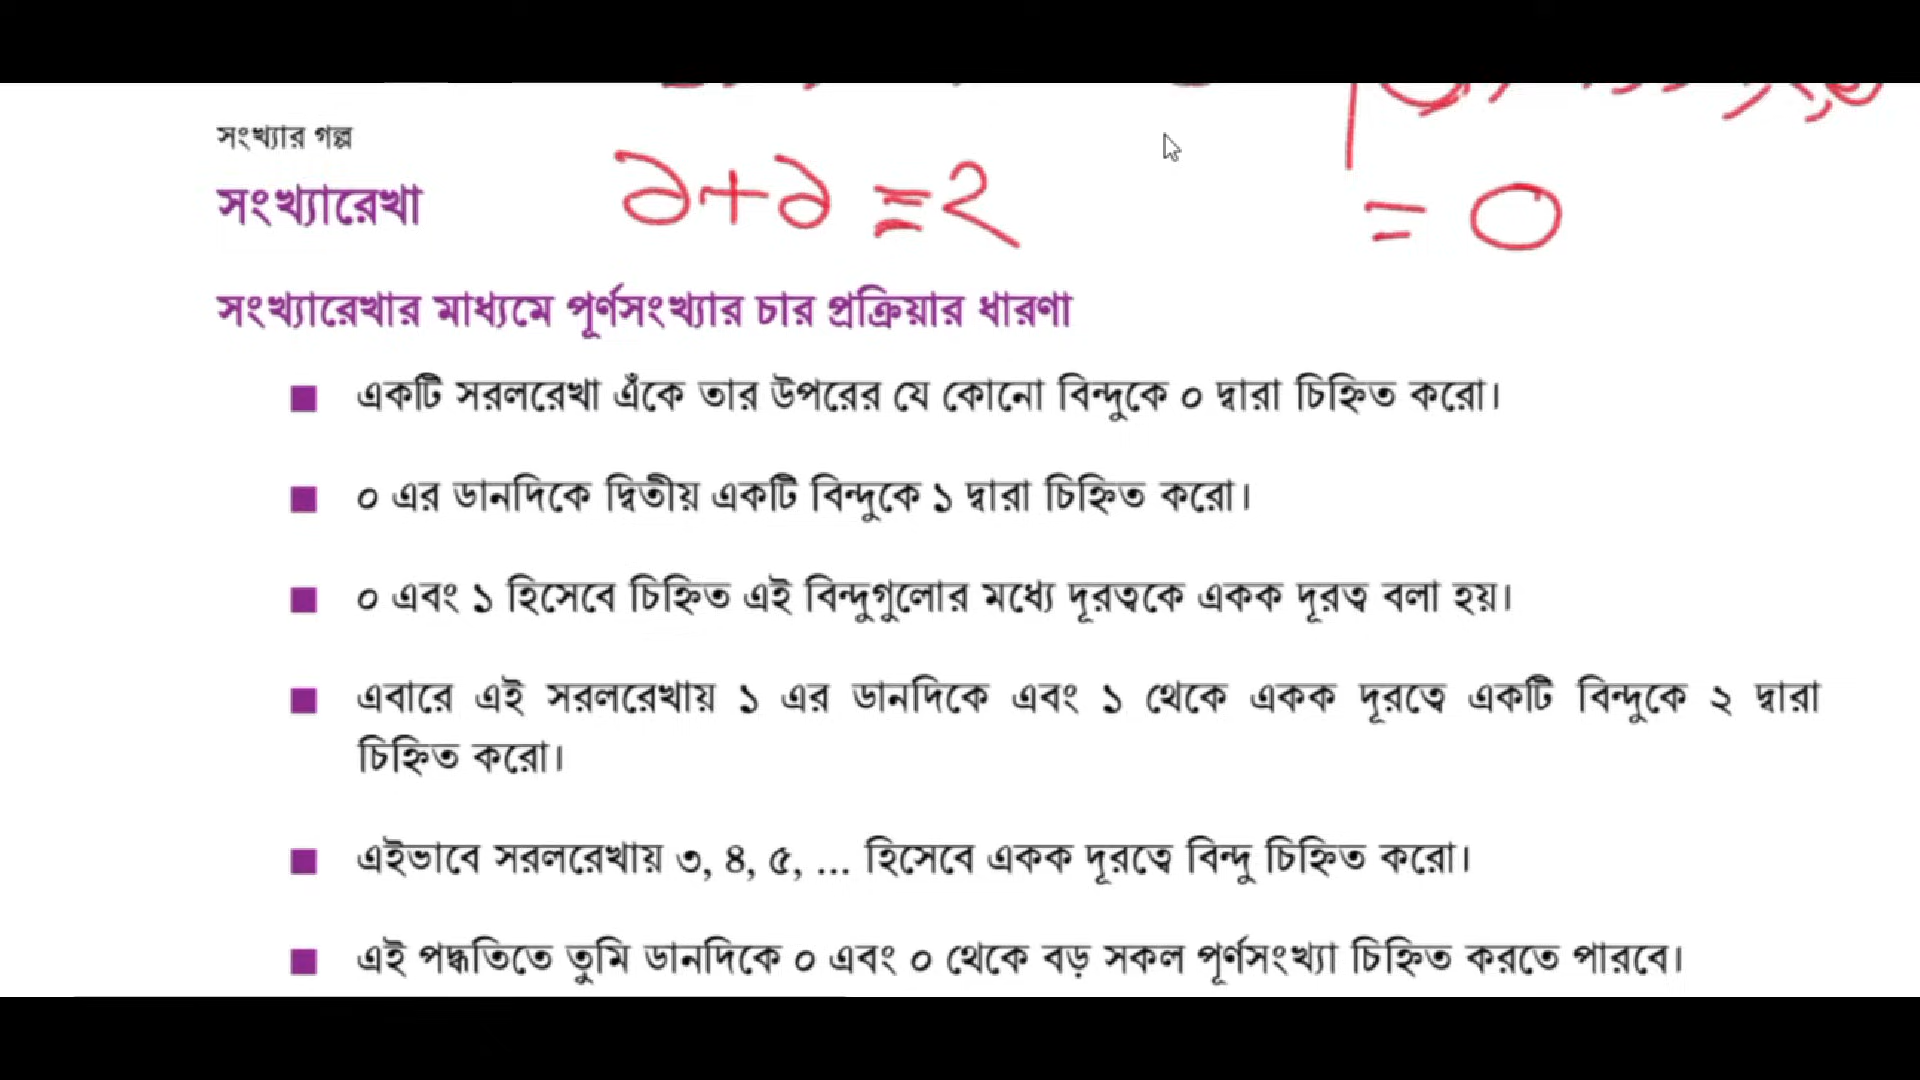 সংখ্যার গল্প
১+১ = ২
= ০
সংখ্যারেখা
সংখ্যারেখার মাধ্যমে পূর্ণসংখ্যার চার প্রক্রিয়ার ধারণা
একটি সরলরেখা এঁকে তার উপরের যে কোনো বিন্দুকে ০ দ্বারা চিহ্নিত করো।
০ এর ডানদিকে দ্বিতীয় একটি বিন্দুকে ১ দ্বারা চিহ্নিত করো।
০ এবং ১ হিসেবে চিহ্নিত এই বিন্দুগুলোর মধ্যে দূরত্বকে একক দূরত্ব বলা হয়।
এবারে এই সরলরেখায় ১ এর ডানদিকে এবং ১ থেকে একক দূরত্বে একটি বিন্দুকে ২ দ্বারা
চিহ্নিত করো।
এইভাবে সরলরেখায় ৩, ৪, ৫, ... হিসেবে একক দূরত্বে বিন্দু চিহ্নিত করো।
এই পদ্ধতিতে তুমি ডানদিকে ০ এবং ০ থেকে বড় সকল পূর্ণসংখ্যা চিহ্নিত করতে পারবে।